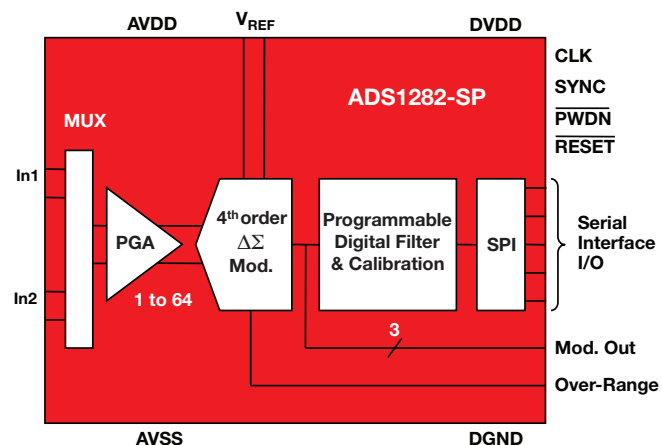 AVDD
VREF
DVDD
CLK
SYNC
PWDN
RESET
ADS1282-SP
MUX
In1
In2
PGA
1 to 64
4th order
ΔΣ
Mod.
Programmable
Digital Filter
& Calibration
SPI
Serial
Interface
I/O
3
Mod. Out
Over-Range
AVSS
DGND